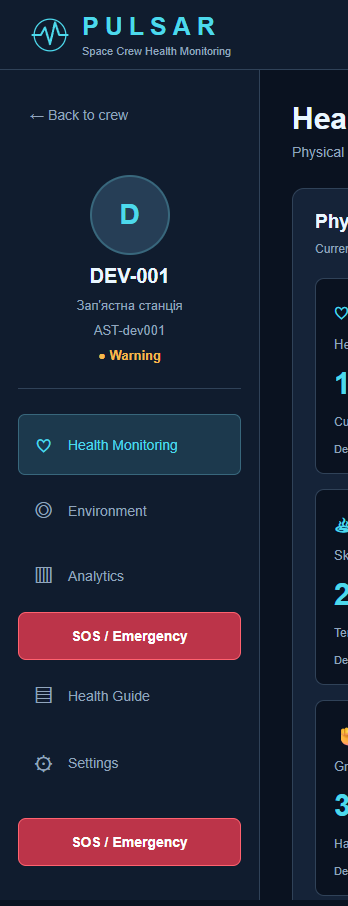 PULSAR
Space Crew Health Monitoring
← Back to crew
D
DEV-001
Зап'ястна станція
AST-dev001
● Warning
Health Monitoring
Environment
Analytics
SOS / Emergency
Health Guide
Settings
SOS / Emergency
Hea
Physical
Phy
Curren
He
1
Cu
De
Sk
2
Te
De
Gr
3
Ha
De